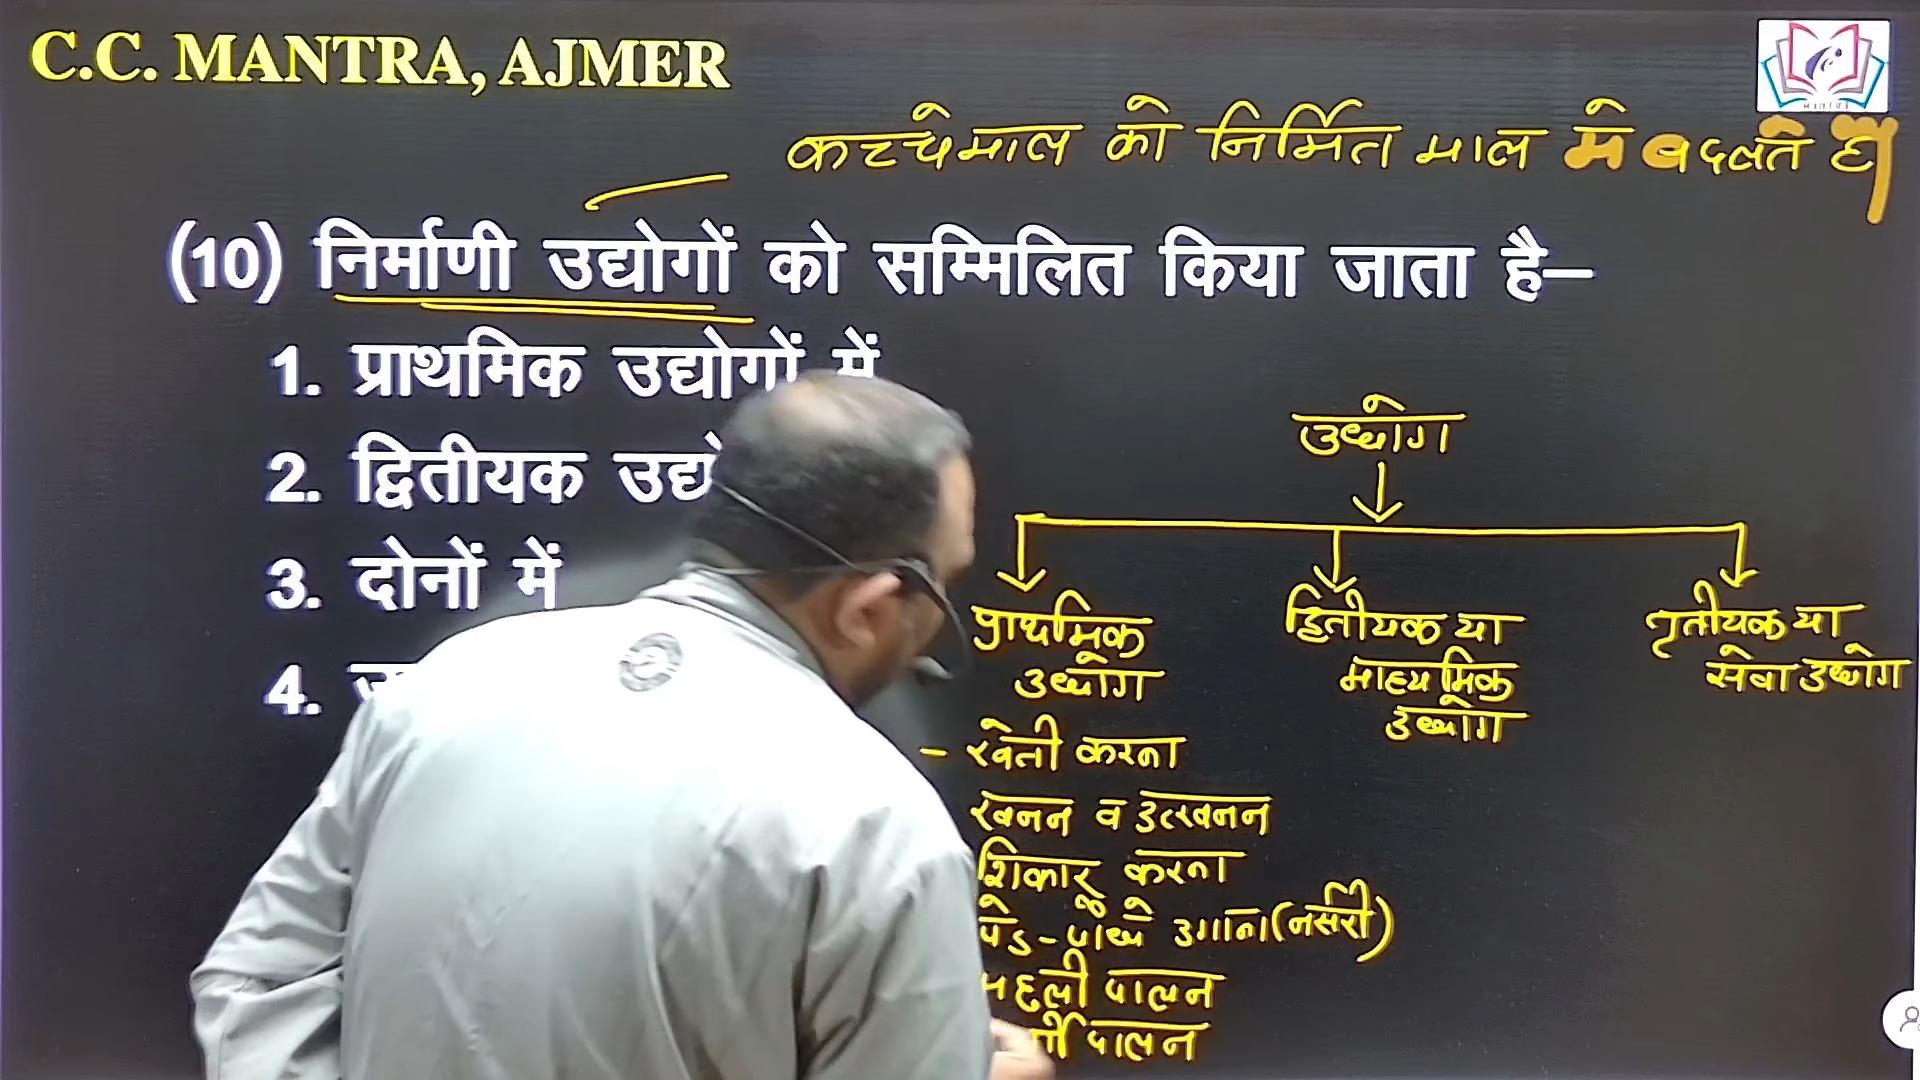 C.C. MANTRA, AJMER
कच्चेमाल को निर्मित माल मे बदलते है
(10) निर्माणी उद्योगों को सम्मिलित किया जाता है–
1. प्राथमिक उद्योगों में
2. द्वितीयक
3. दोनों में
4.
उद्योग
प्राथमिक उद्योग
द्वितीयक या माध्यमिक उद्योग
तृतीयक या सेवा उद्योग
- खेती करना
खनन व उत्खनन
शिकार करना
पेड-पौधे उगाना (नर्सरी)
मछली पालन
पालन